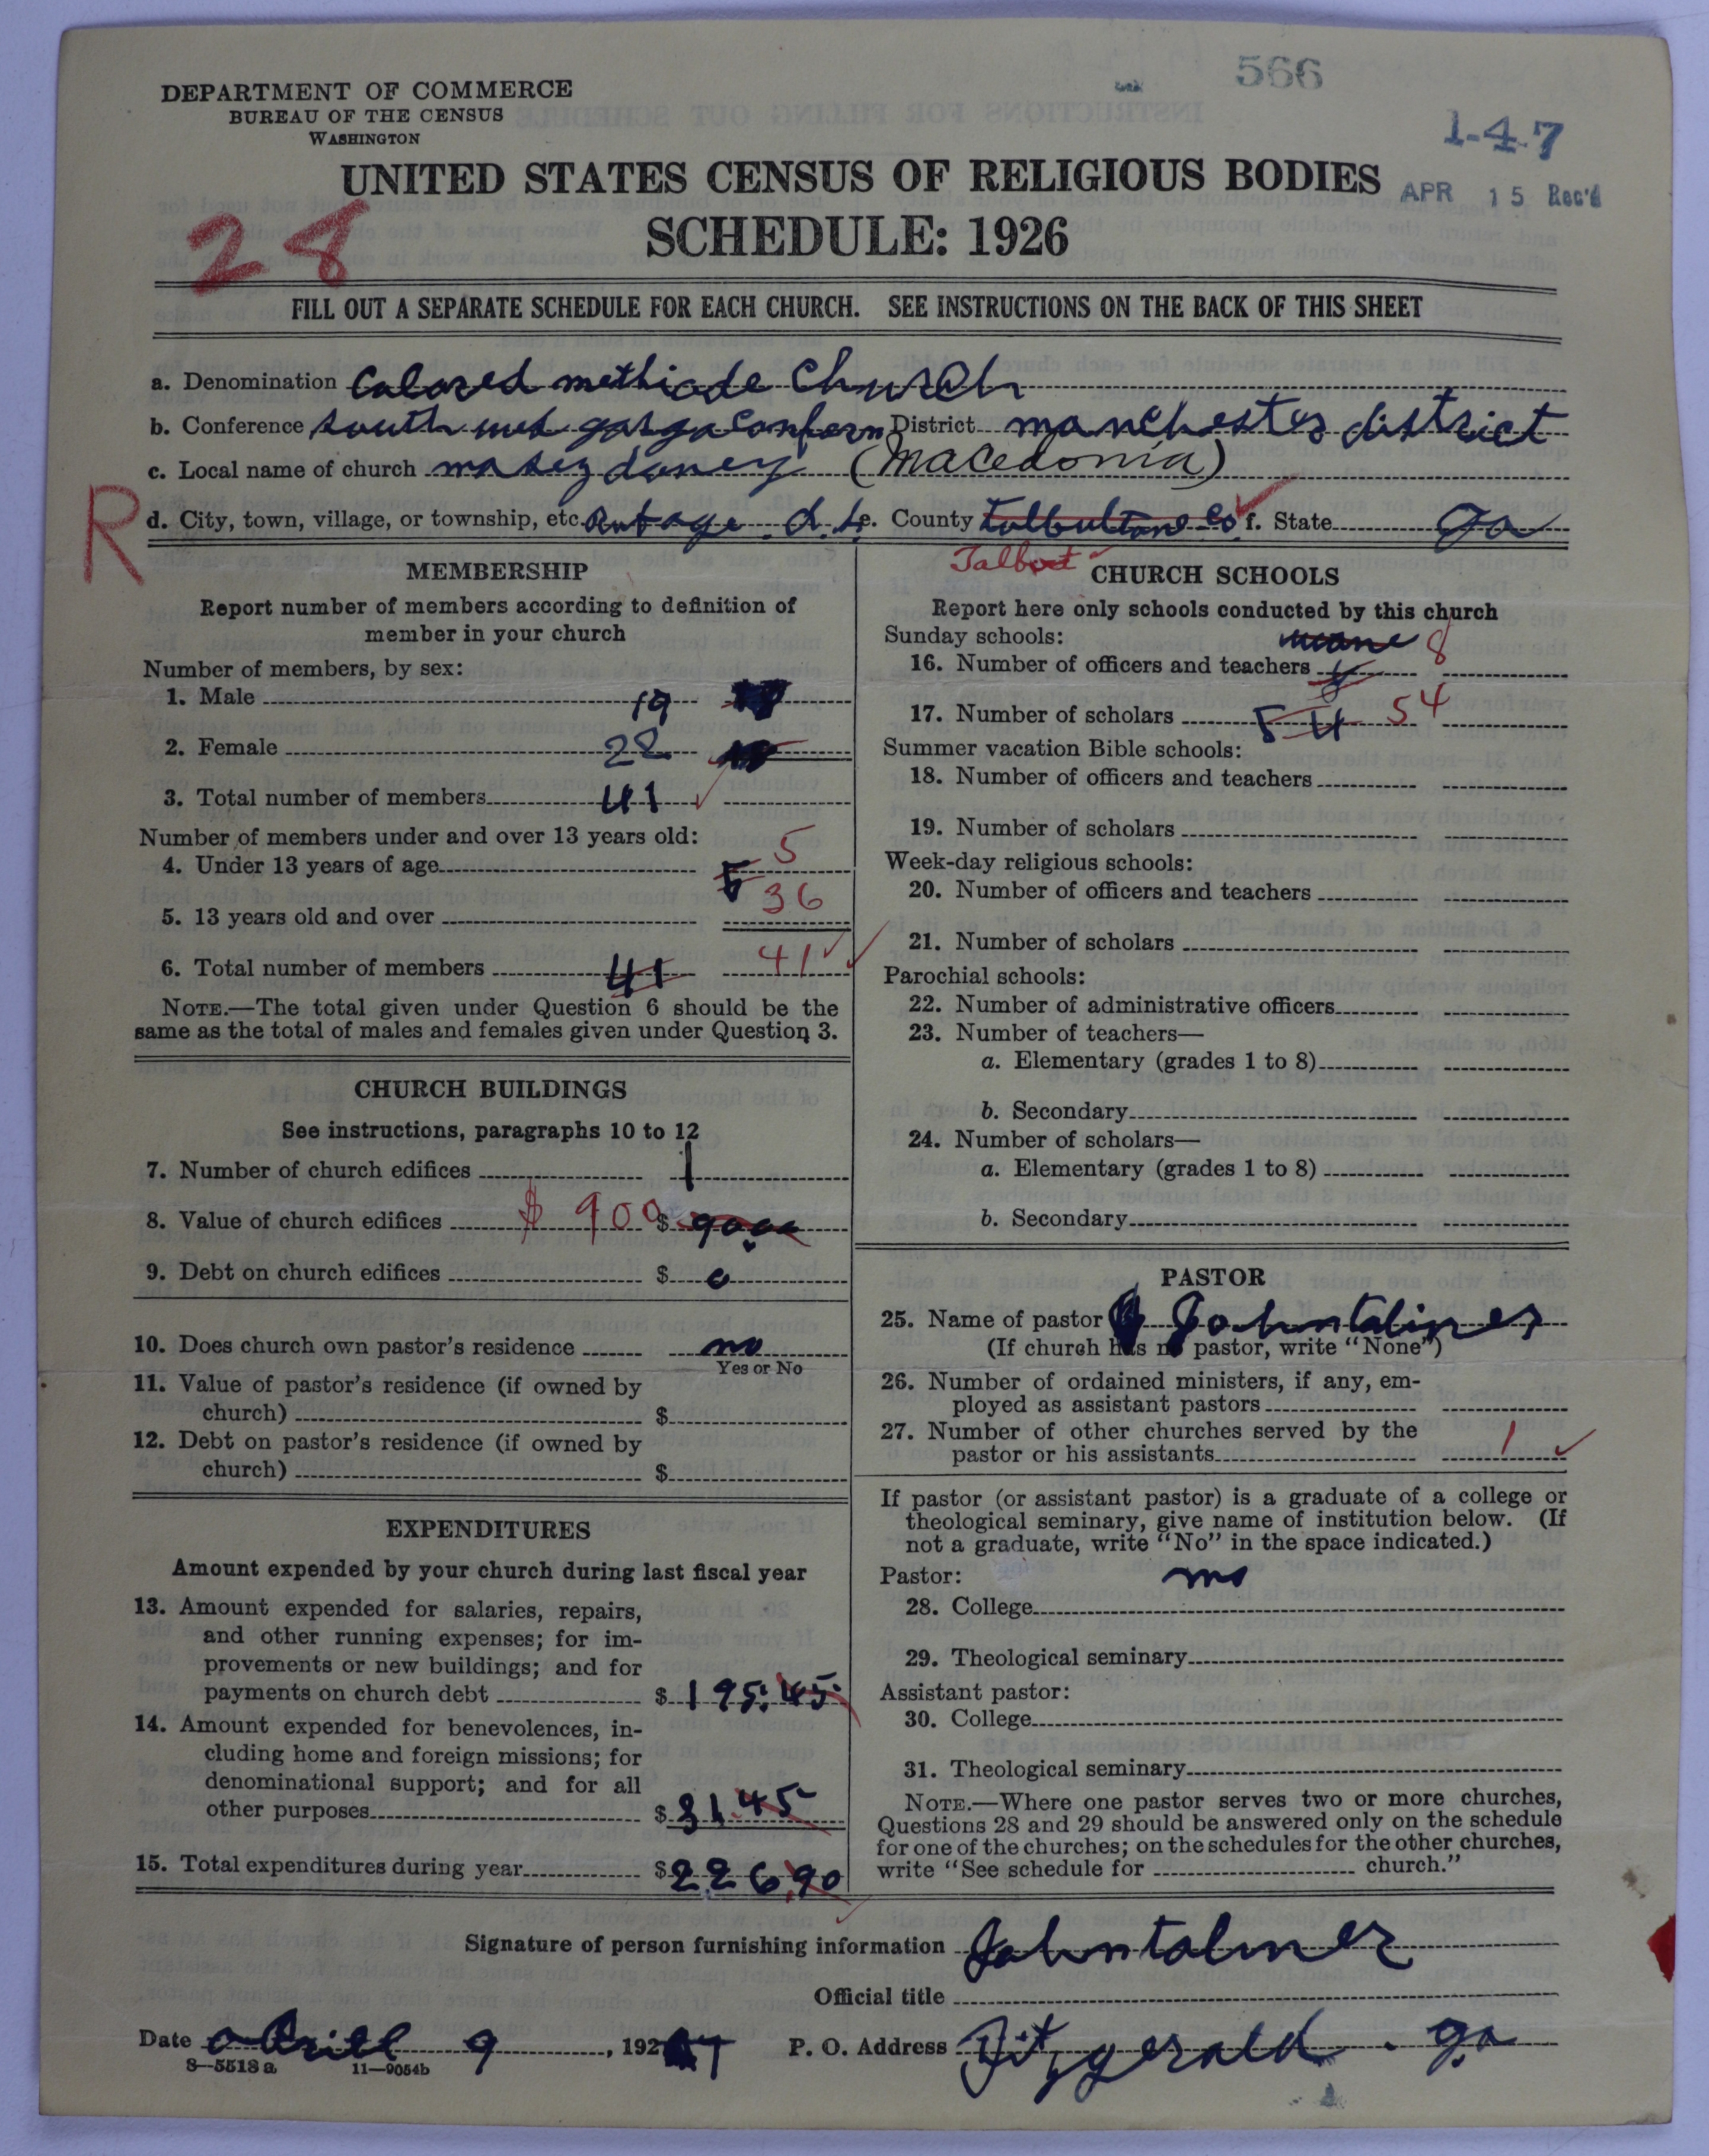 566
1-47
APR 15 Rec'd
DEPARTMENT OF COMMERCE
BUREAU OF THE CENSUS
WASHINGTON
UNITED STATES CENSUS OF RELIGIOUS BODIES
SCHEDULE: 1926
28
FILL OUT A SEPARATE SCHEDULE FOR EACH CHURCH. SEE INSTRUCTIONS ON THE BACK OF THIS SHEET
a. Denomination Colored methiode Church
b. Conference South District manchester district
c. Local name of church (Macedonia)
R d. City, town, village, or township, etc. e. County Talbultone Co f. State Ga
Talbot
MEMBERSHIP
Report number of members according to definition of
member in your church
Number of members, by sex:
1. Male 19
2. Female 22
3. Total number of members 41
Number of members under and over 13 years old:
4. Under 13 years of age 5 5
5. 13 years old and over 36
6. Total number of members 41 41
NOTE.—The total given under Question 6 should be the
same as the total of males and females given under Question 3.
CHURCH BUILDINGS
See instructions, paragraphs 10 to 12
7. Number of church edifices 1
8. Value of church edifices $ 900 $
9. Debt on church edifices $ 0
10. Does church own pastor's residence no
Yes or No
11. Value of pastor's residence (if owned by
church) $
12. Debt on pastor's residence (if owned by
church) $
EXPENDITURES
Amount expended by your church during last fiscal year
13. Amount expended for salaries, repairs,
and other running expenses; for im-
provements or new buildings; and for
payments on church debt $ 195.45
14. Amount expended for benevolences, in-
cluding home and foreign missions; for
denominational support; and for all
other purposes $ 31.45
15. Total expenditures during year $ 226.90
CHURCH SCHOOLS
Report here only schools conducted by this church
Sunday schools: 8
16. Number of officers and teachers
17. Number of scholars 54 54
Summer vacation Bible schools:
18. Number of officers and teachers
19. Number of scholars
Week-day religious schools:
20. Number of officers and teachers
21. Number of scholars
Parochial schools:
22. Number of administrative officers
23. Number of teachers—
a. Elementary (grades 1 to 8)
b. Secondary
24. Number of scholars—
a. Elementary (grades 1 to 8)
b. Secondary
PASTOR
25. Name of pastor Johntaliner
(If church has no pastor, write "None")
26. Number of ordained ministers, if any, em-
ployed as assistant pastors
27. Number of other churches served by the
pastor or his assistants 1
If pastor (or assistant pastor) is a graduate of a college or
theological seminary, give name of institution below. (If
not a graduate, write "No" in the space indicated.)
Pastor: no
28. College
29. Theological seminary
Assistant pastor:
30. College
31. Theological seminary
NOTE.—Where one pastor serves two or more churches,
Questions 28 and 29 should be answered only on the schedule
for one of the churches; on the schedules for the other churches,
write "See schedule for church."
Signature of person furnishing information Johntaliner
Official title
Date Aprill 9, 1927 P. O. Address Fitzgerald . ga
8—5518 a 11—9054b